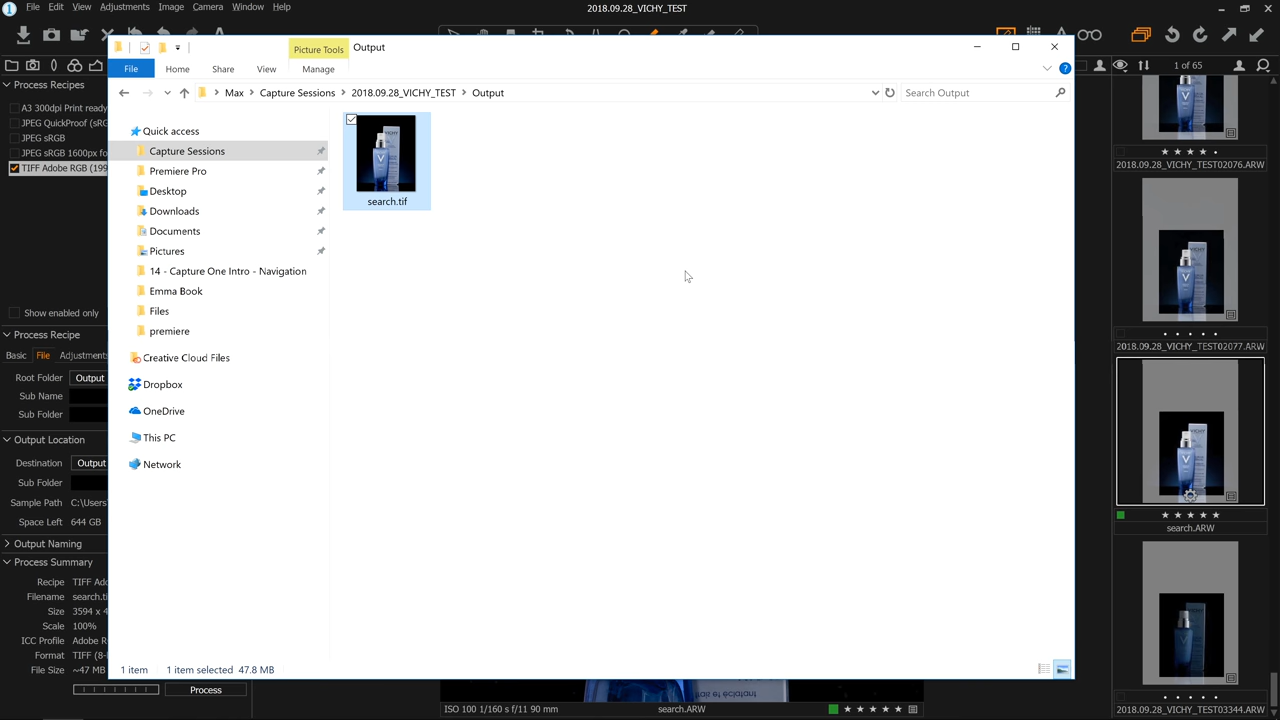 File Edit View Adjustments Image Camera Window Help
2018.09.28_VICHY_TEST
Picture Tools Output
File Home Share View Manage
1 of 65
Process Recipes
Max Capture Sessions 2018.09.28_VICHY_TEST Output
Search Output
A3 300dpi Print ready
JPEG QuickProof (sRG
JPEG sRGB
JPEG sRGB 1600px fo
TIFF Adobe RGB (199
Quick access
Capture Sessions
Premiere Pro
Desktop
Downloads
Documents
Pictures
14 - Capture One Intro - Navigation
Emma Book
Files
premiere
Creative Cloud Files
Dropbox
OneDrive
This PC
Network
VICHY
search.tif
Show enabled only
Process Recipe
Basic File Adjustments
Root Folder Output
Sub Name
Sub Folder
Output Location
Destination Output
Sub Folder
Sample Path C:\Users
Space Left 644 GB
Output Naming
Process Summary
Recipe TIFF Ado
Filename search.ti
Size 3594 x 4
Scale 100%
ICC Profile Adobe R
Format TIFF (8-
File Size ~47 MB
Process
1 item 1 item selected 47.8 MB
2018.09.28_VICHY_TEST02076.ARW
2018.09.28_VICHY_TEST02077.ARW
search.ARW
2018.09.28_VICHY_TEST03344.ARW
frais et éclatant
ISO 100 1/160 s f/11 90 mm
search.ARW